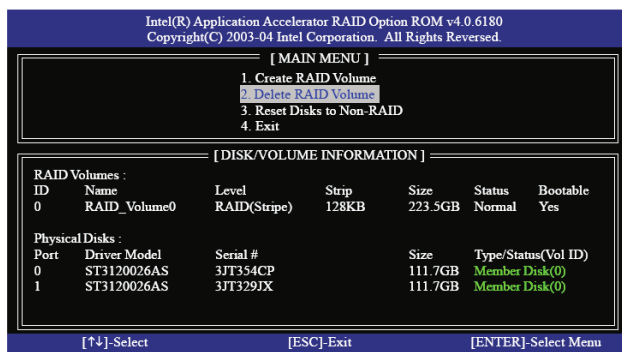 Intel(R) Application Accelerator RAID Option ROM v4.0.6180
Copyright(C) 2003-04 Intel Corporation. All Rights Reversed.
[ MAIN MENU ]
1. Create RAID Volume
2. Delete RAID Volume
3. Reset Disks to Non-RAID
4. Exit
[ DISK/VOLUME INFORMATION ]
RAID Volumes :
ID Name Level Strip Size Status Bootable
0 RAID_Volume0 RAID(Stripe) 128KB 223.5GB Normal Yes
Physical Disks :
Port Driver Model Serial # Size Type/Status(Vol ID)
0 ST3120026AS 3JT354CP 111.7GB Member Disk(0)
1 ST3120026AS 3JT329JX 111.7GB Member Disk(0)
[↑↓]-Select [ESC]-Exit [ENTER]-Select Menu